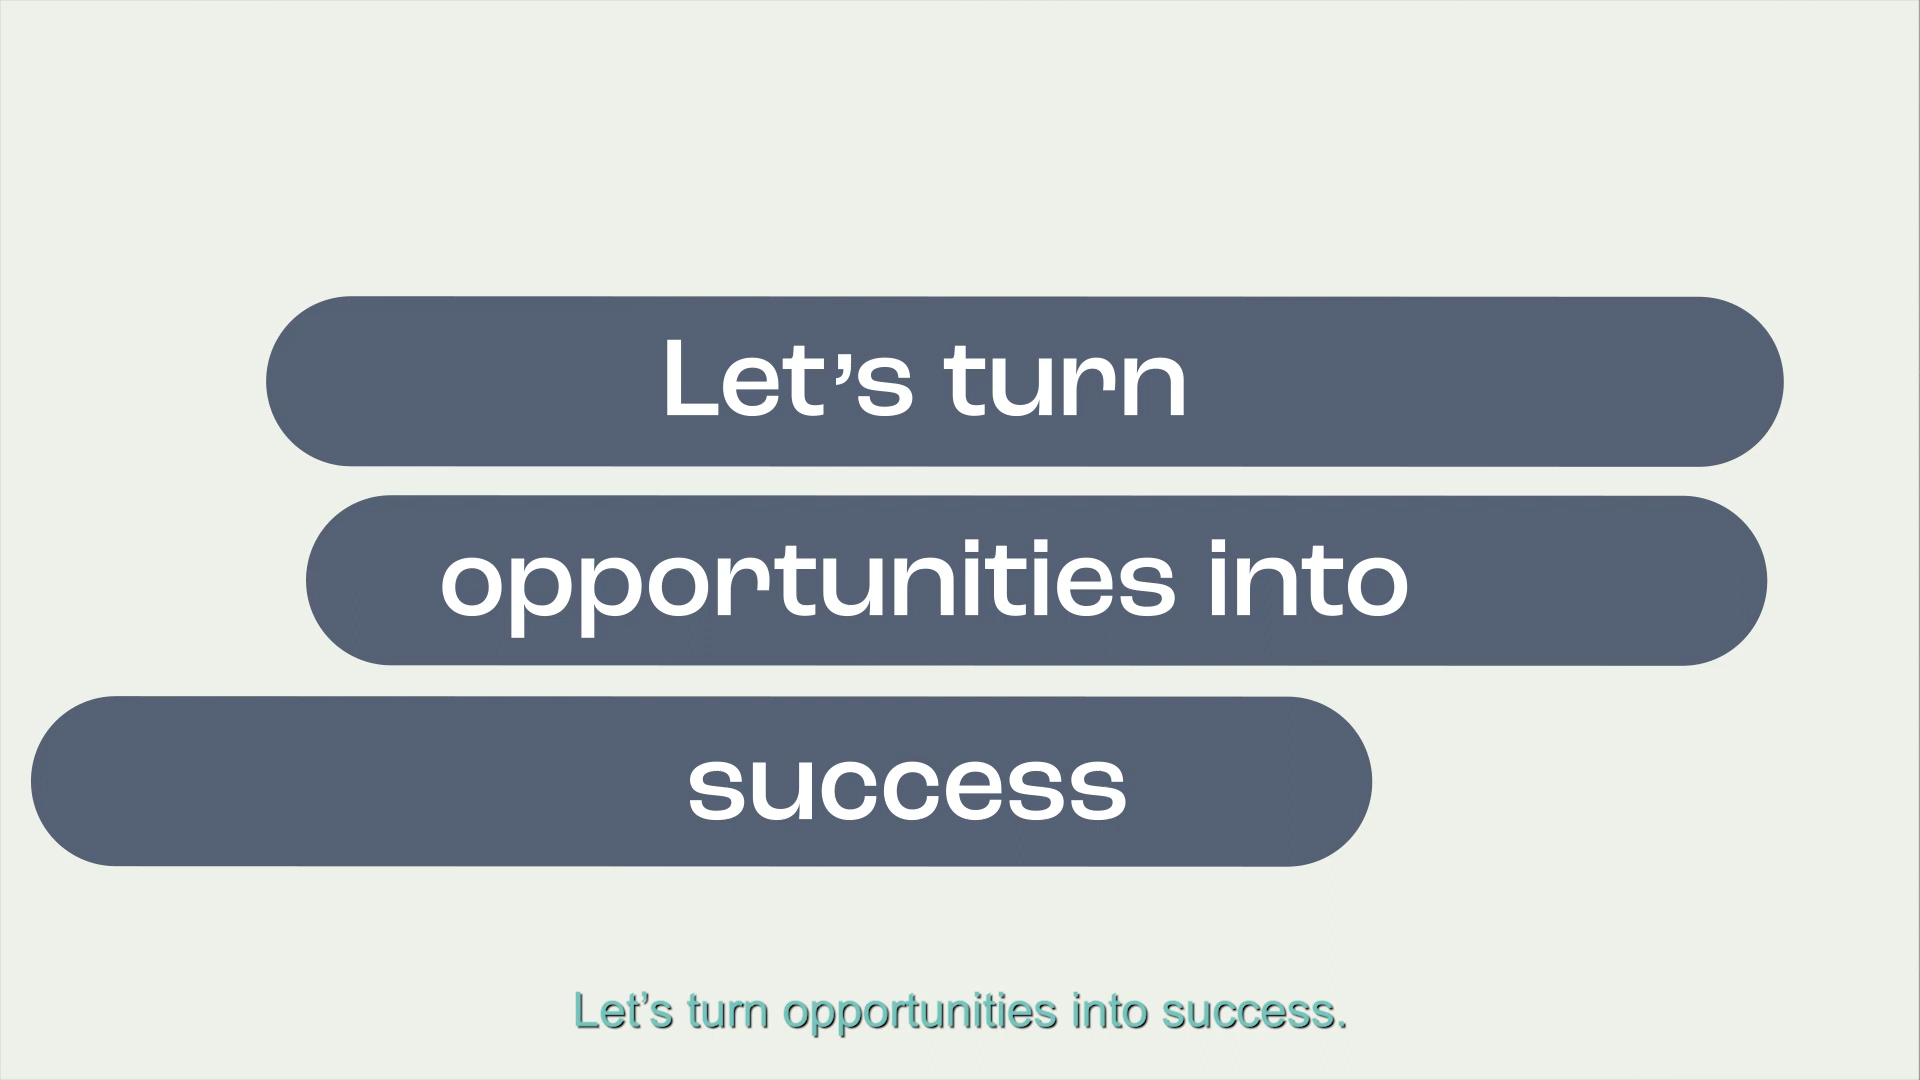 Let’s turn
opportunities into
success
Let’s turn opportunities into success.